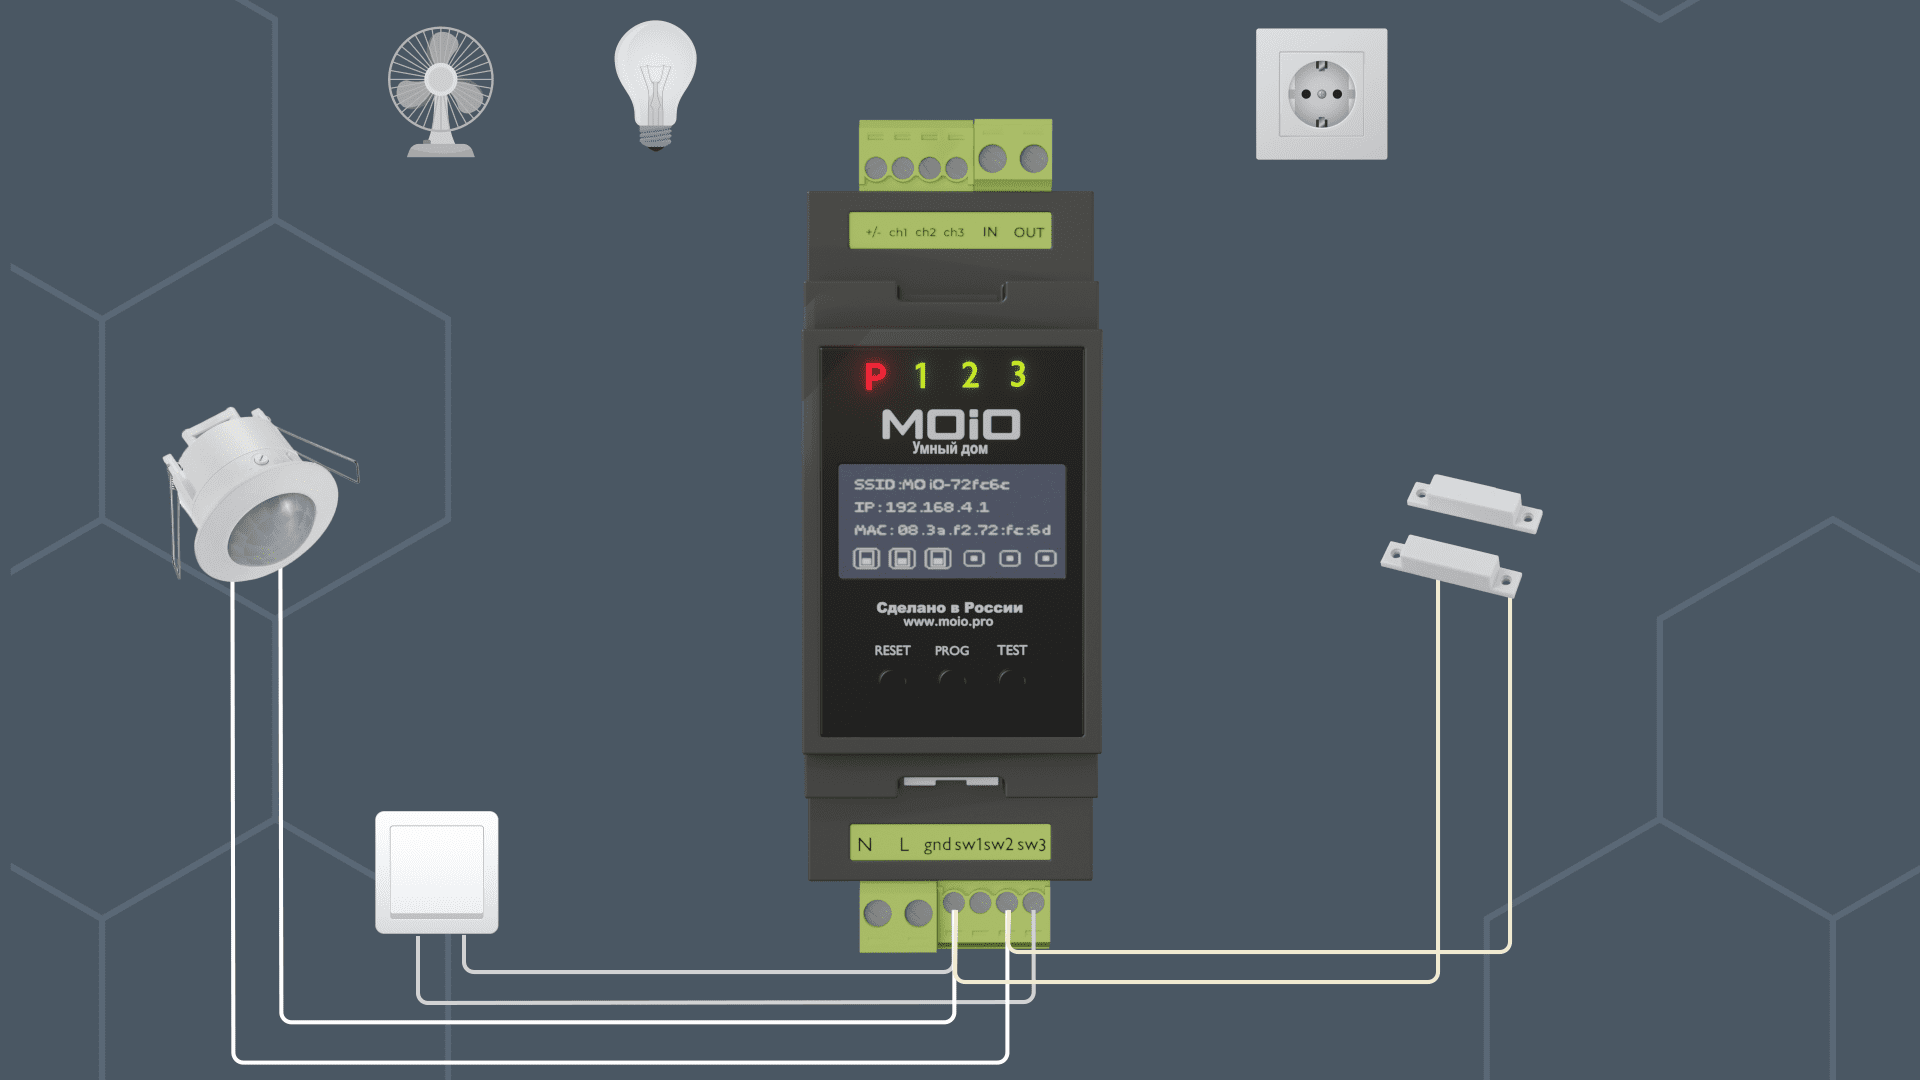 +/- ch1 ch2 ch3 IN OUT
P 1 2 3
MOiO
Умный дом
SSID:MOiO-72fc6c
IP:192.168.4.1
MAC:08.3a.f2.72:fc:6d
Сделано в России
www.moio.pro
RESET PROG TEST
N L gnd sw1 sw2 sw3